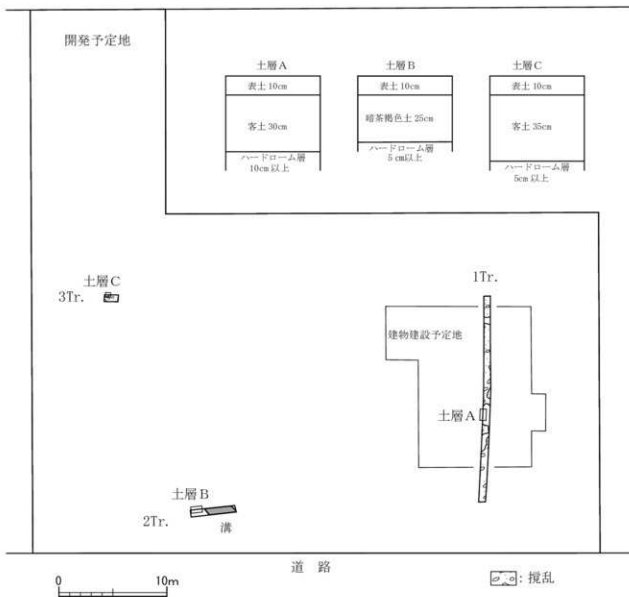 開発予定地
土層A
表土 10cm
客土 30cm
ハードローム層
10cm 以上
土層B
表土 10cm
暗茶褐色土 25cm
ハードローム層
5 cm以上
土層C
表土 10cm
客土 35cm
ハードローム層
5cm 以上
土層C
3Tr.
1Tr.
建物建設予定地
土層A
土層B
2Tr.
溝
道 路
0 10m
: 撹乱